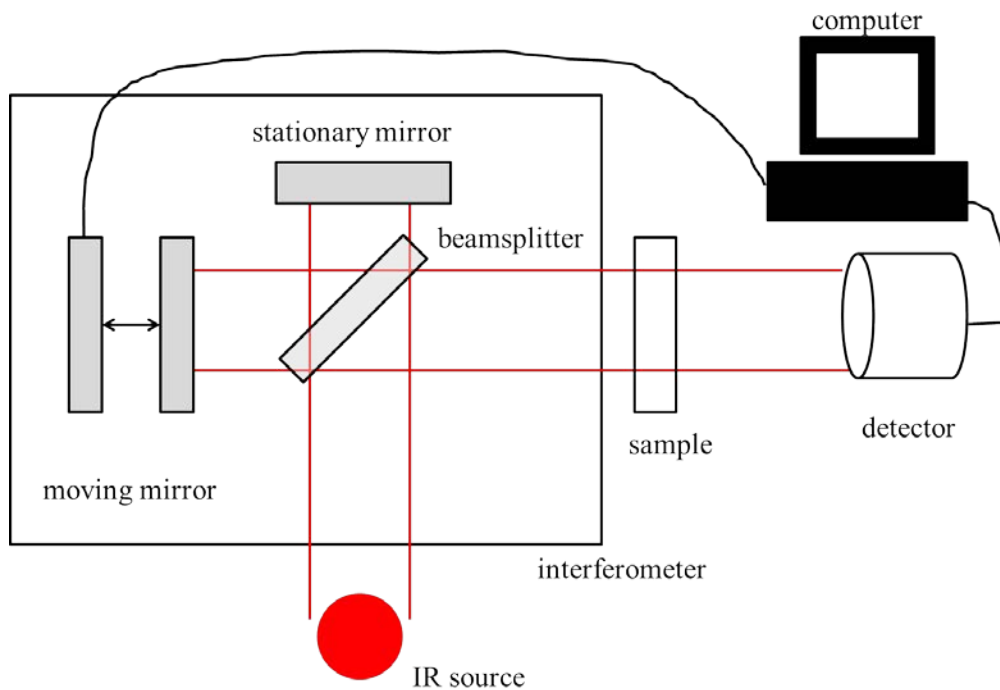 computer
stationary mirror
beamsplitter
sample
detector
moving mirror
interferometer
IR source